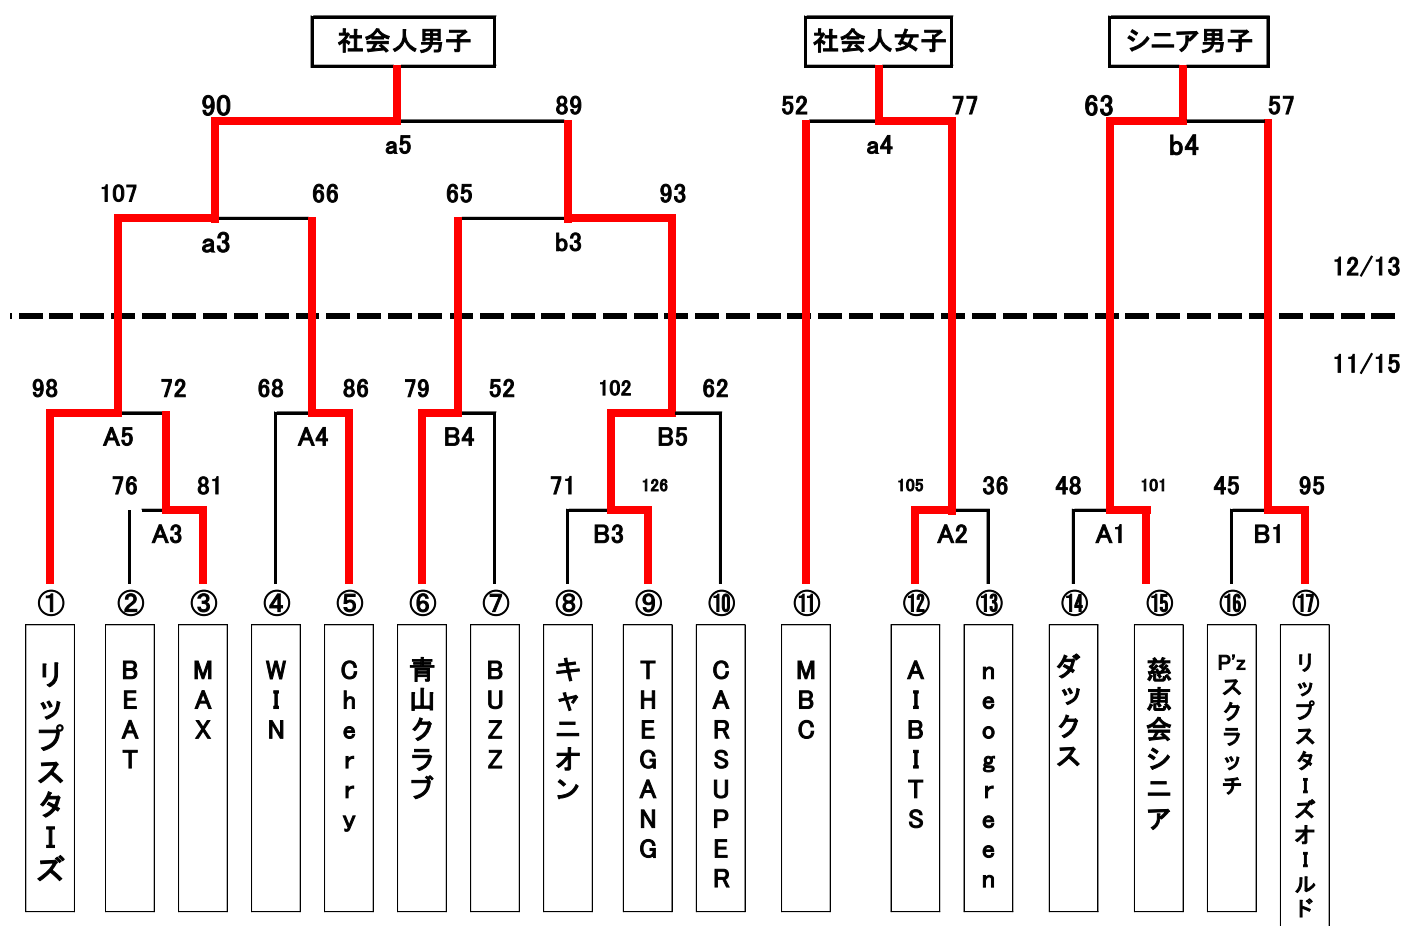 社会人男子 社会人女子 シニア男子
90 89 52 77 63 57
a5 a4 b4
107 66 65 93
a3 b3
12/13
11/15
98 72 68 86 79 52 102 62
A5 A4 B4 B5
76 81 71 126 105 36 48 101 45 95
A3 B3 A2 A1 B1
① ② ③ ④ ⑤ ⑥ ⑦ ⑧ ⑨ ⑩ ⑪ ⑫ ⑬ ⑭ ⑮ ⑯ ⑰
リップスターズ
BEAT
MAX
WIN
Cherry
青山クラブ
BUZZ
キャニオン
THEGANG
CARSUPER
MBC
AIBITS
neogreen
ダックス
慈恵会シニア
P'zスクラッチ
リップスターズオールド